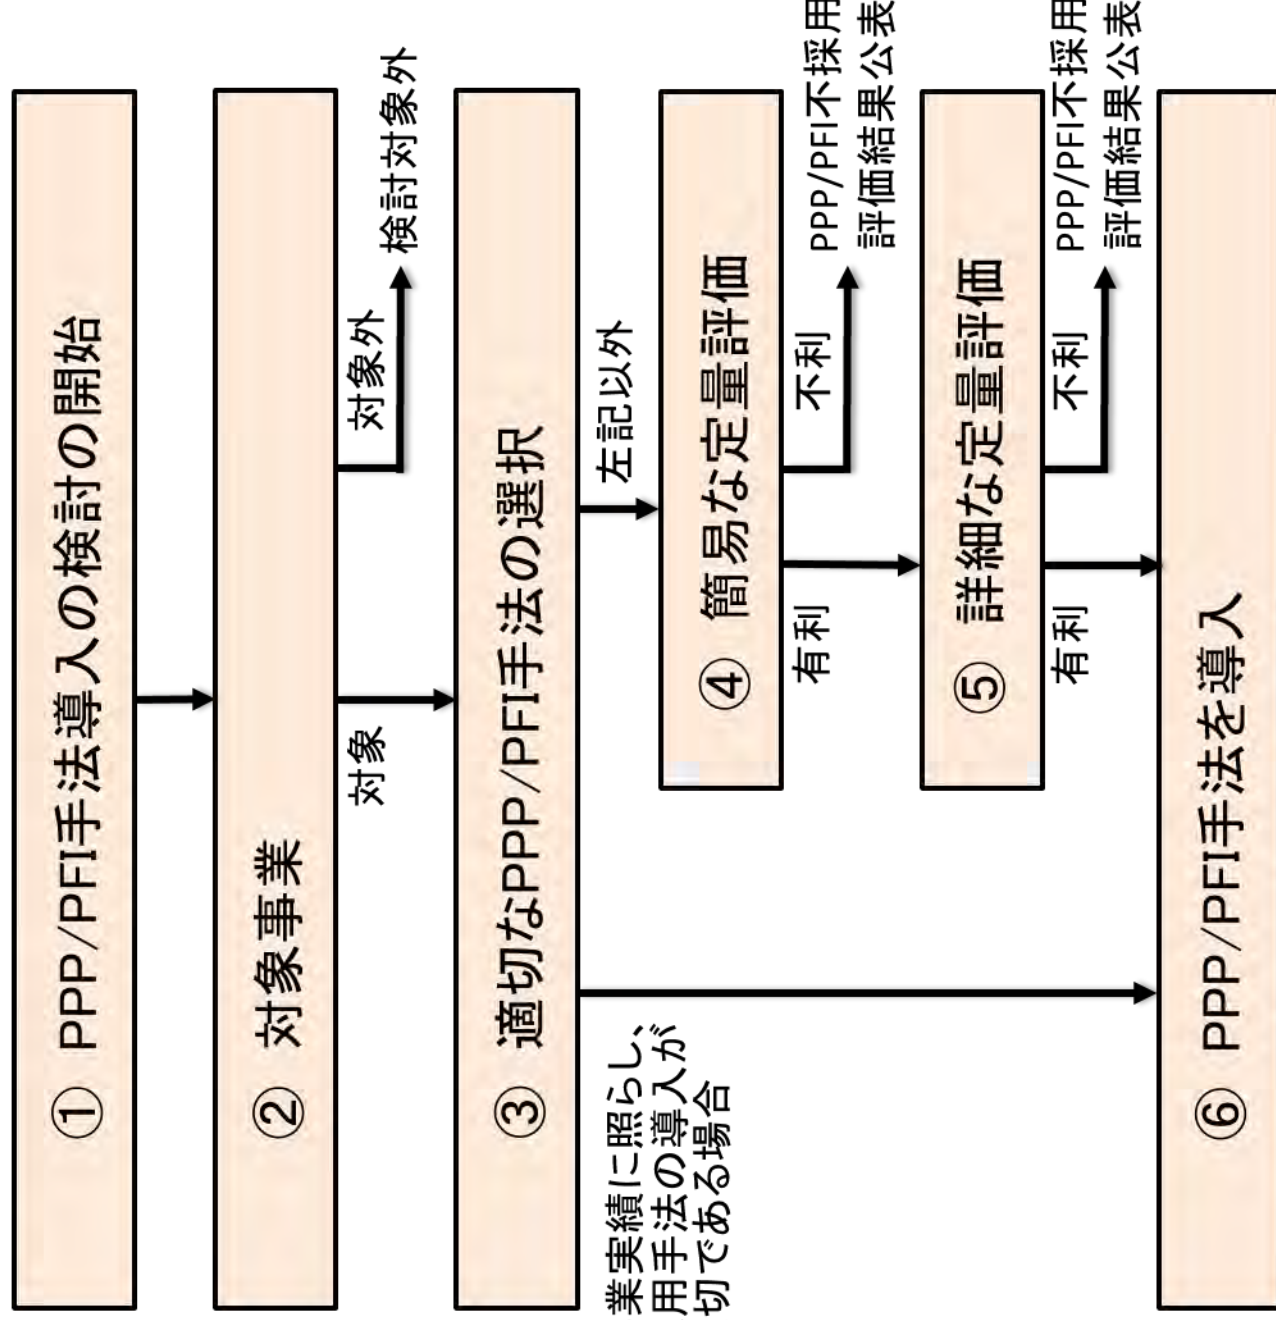 ① PPP/PFI手法導入の検討の開始
② 対象事業
対象
対象外
検討対象外
③ 適切なPPP/PFI手法の選択
業実績に照らし、
用手法の導入が
切である場合
左記以外
④ 簡易な定量評価
有利
不利
PPP/PFI不採用
評価結果公表
⑤ 詳細な定量評価
有利
不利
PPP/PFI不採用
評価結果公表
⑥ PPP/PFI手法を導入